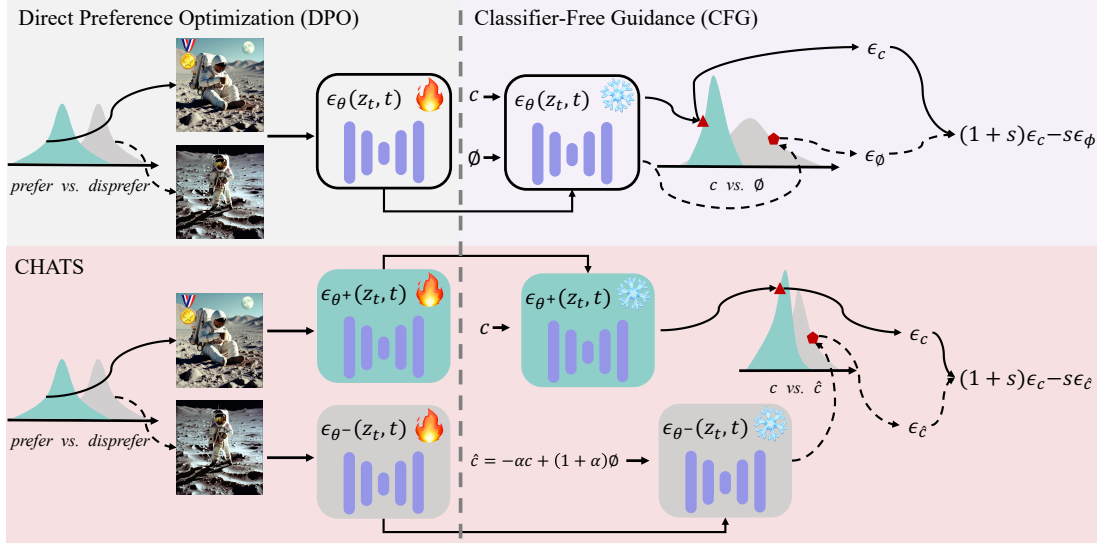 Direct Preference Optimization (DPO)
Classifier-Free Guidance (CFG)
prefer vs. disprefer
ϵ_θ(z_t, t)
c
∅
ϵ_θ(z_t, t)
c vs. ∅
ϵ_c
ϵ_∅
(1 + s)ϵ_c−sϵ_ϕ
CHATS
prefer vs. disprefer
ϵ_θ+(z_t, t)
ϵ_θ−(z_t, t)
c
ϵ_θ+(z_t, t)
ĉ = −αc + (1 + α)∅
ϵ_θ−(z_t, t)
c vs. ĉ
ϵ_c
ϵ_ĉ
(1 + s)ϵ_c−sϵ_ĉ